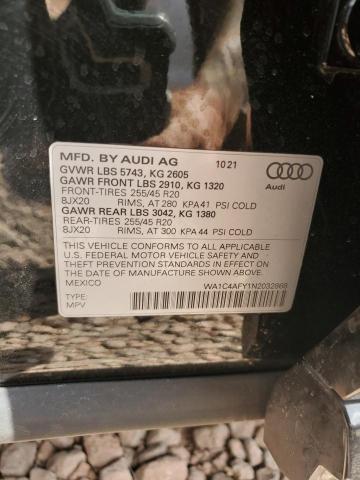 MFD. BY AUDI AG 10 21
GVWR LBS 5743, KG 2605
GAWR FRONT LBS 2910, KG 1320
FRONT-TIRES 255/45 R20
8JX20 RIMS, AT 280 KPA 41 PSI COLD
GAWR REAR LBS 3042, KG 1380
REAR-TIRES 255/45 R20
8JX20 RIMS, AT 300 KPA 44 PSI COLD
Audi
THIS VEHICLE CONFORMS TO ALL APPLICABLE
U.S. FEDERAL MOTOR VEHICLE SAFETY AND
THEFT PREVENTION STANDARDS IN EFFECT ON
THE DATE OF MANUFACTURE SHOWN ABOVE.
MEXICO
WA1C4AFY1N2032868
TYPE:
MPV